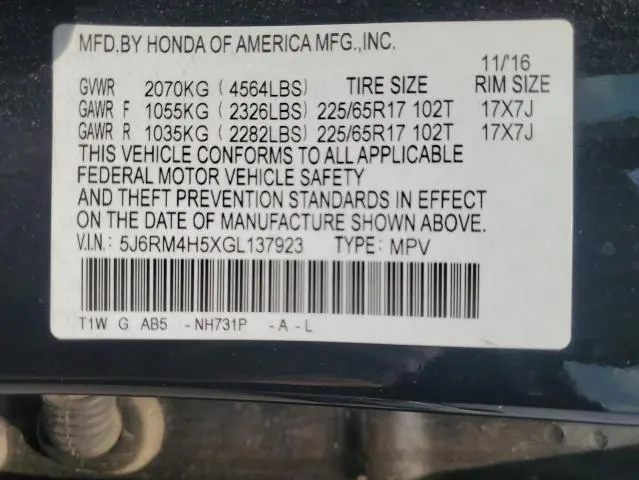 MFD.BY HONDA OF AMERICA MFG.,INC.
11/'16
GVWR 2070KG ( 4564LBS) TIRE SIZE RIM SIZE
GAWR F 1055KG ( 2326LBS) 225/65R17 102T 17X7J
GAWR R 1035KG ( 2282LBS) 225/65R17 102T 17X7J
THIS VEHICLE CONFORMS TO ALL APPLICABLE
FEDERAL MOTOR VEHICLE SAFETY
AND THEFT PREVENTION STANDARDS IN EFFECT
ON THE DATE OF MANUFACTURE SHOWN ABOVE.
V.I.N: 5J6RM4H5XGL137923 TYPE: MPV
T1W G AB5 -NH731P -A-L